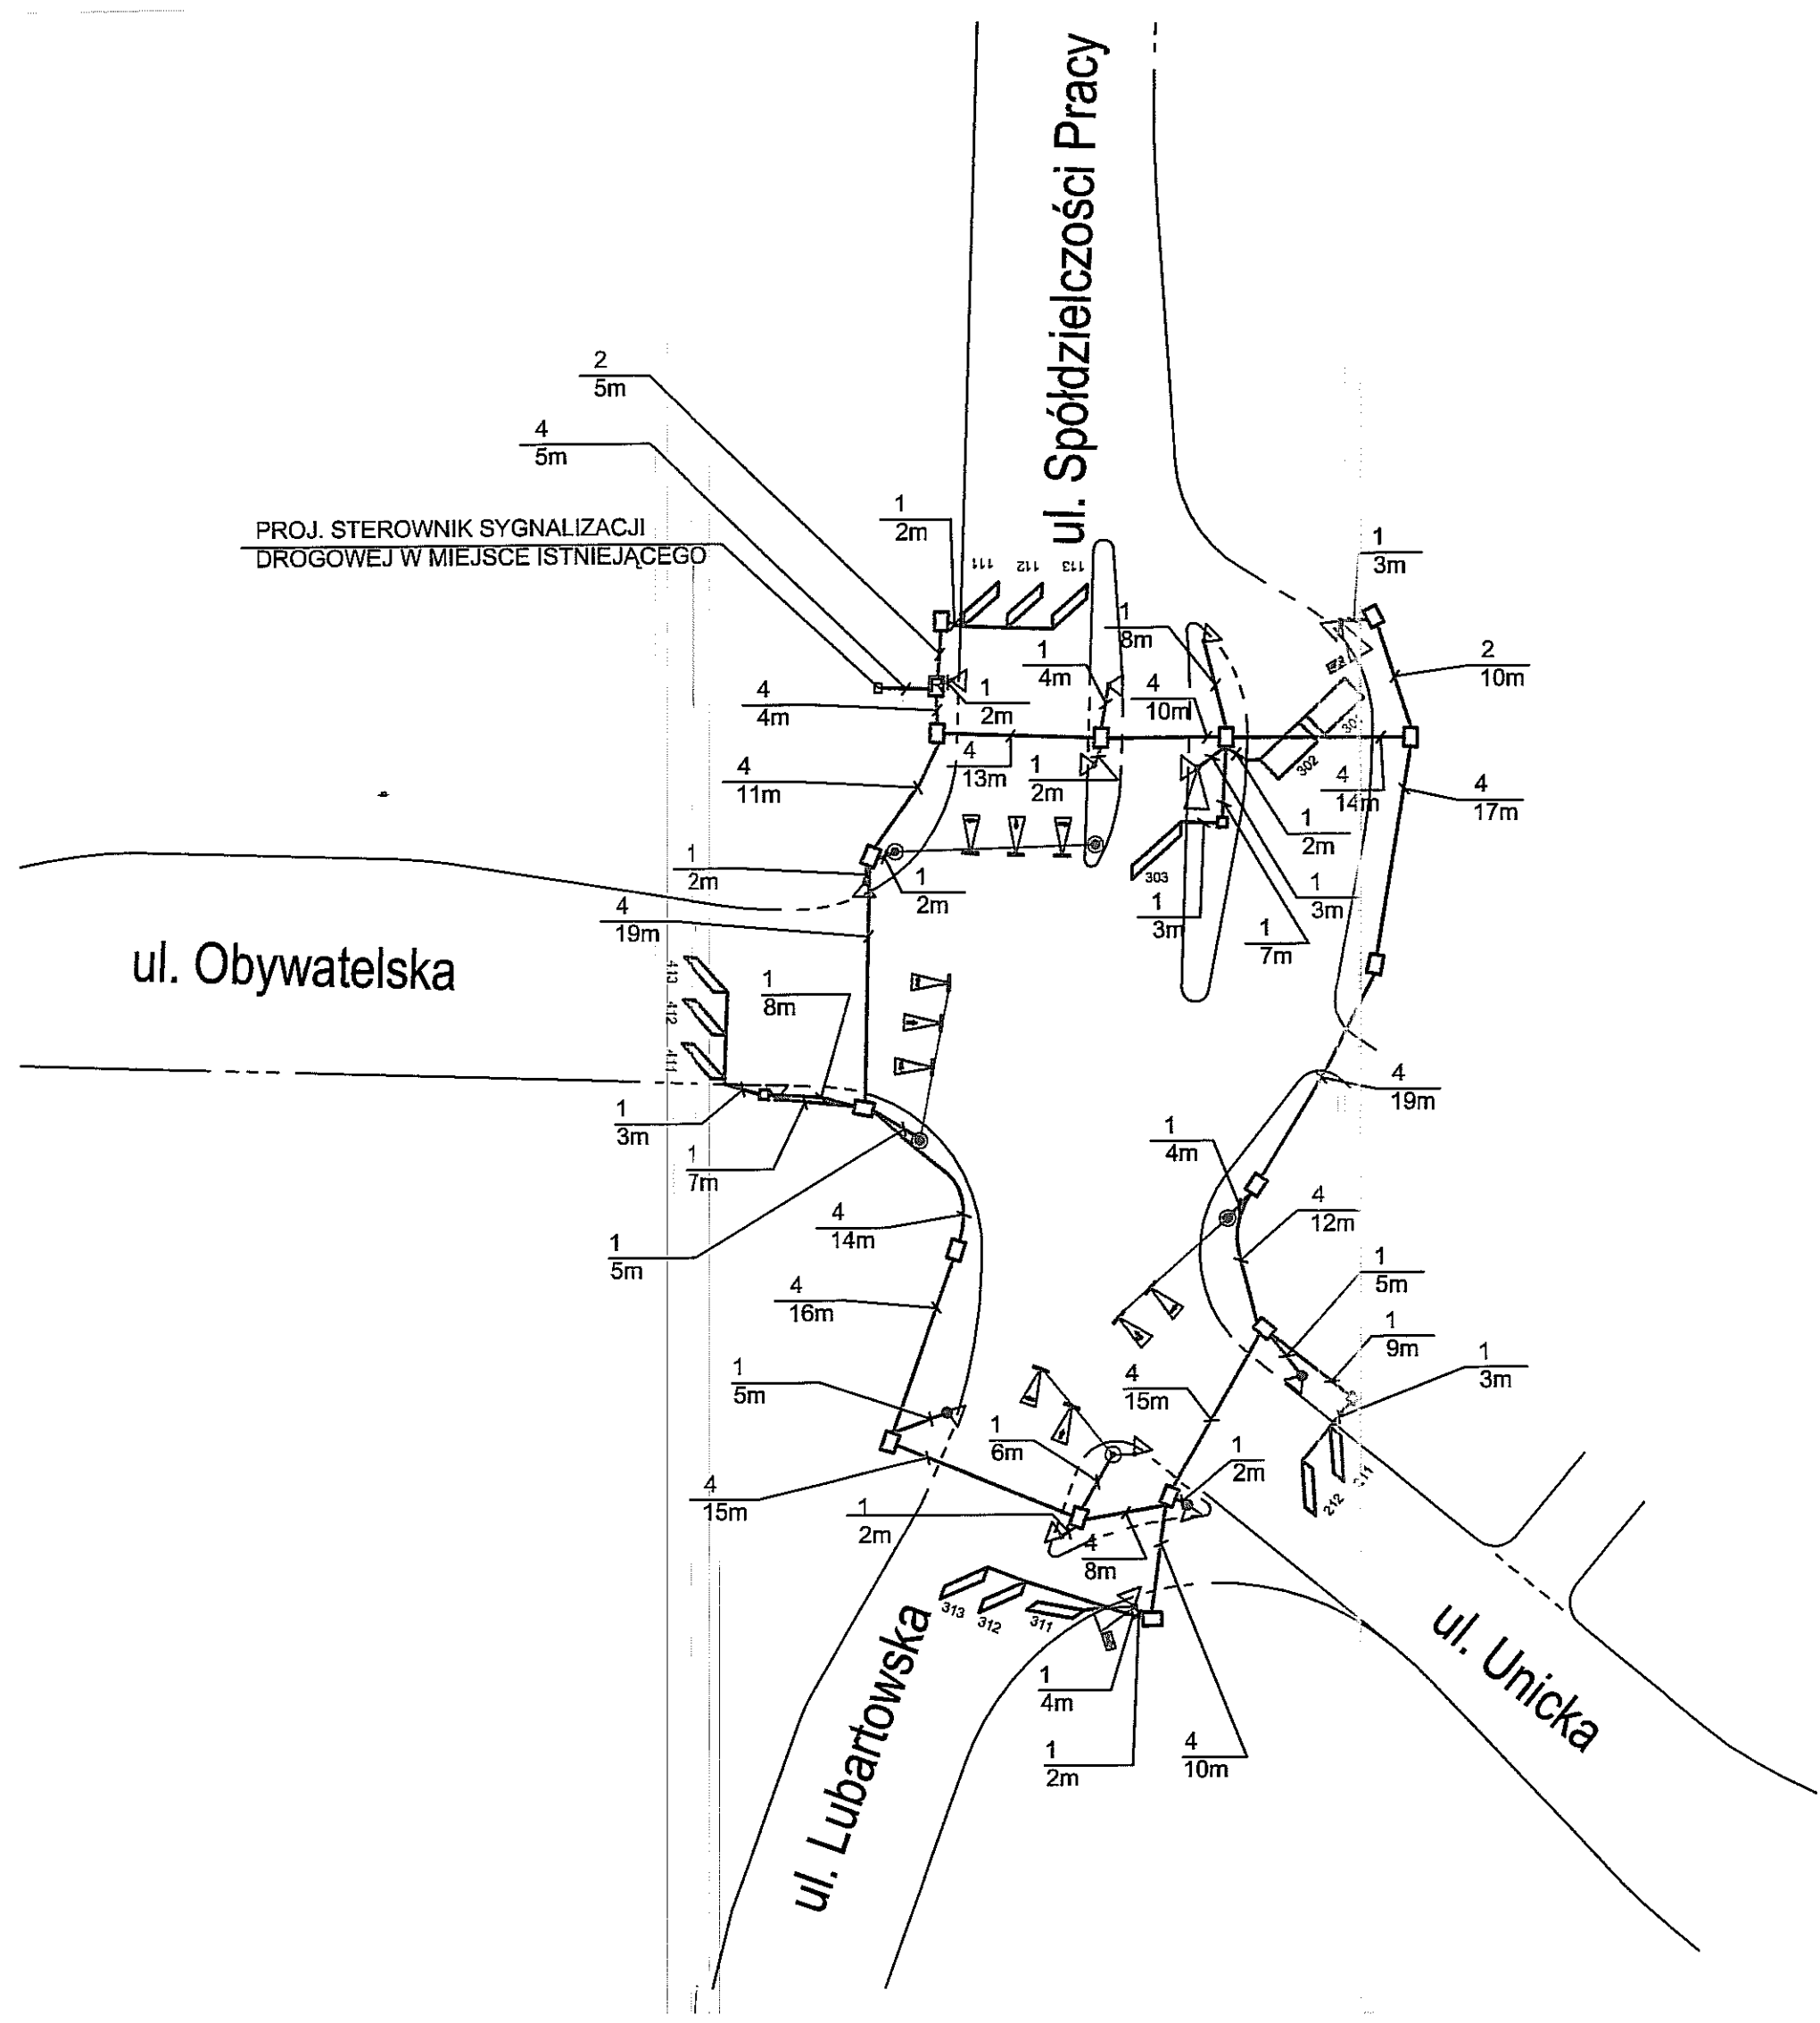 ul. Spółdzielczości Pracy
2
5m
4
5m
PROJ. STEROWNIK SYGNALIZACJI
DROGOWEJ W MIEJSCE ISTNIEJĄCEGO
1
2m
111
112
113
1
3m
1
8m
1
4m
4
10m
2
10m
4
4m
1
2m
302
4
13m
1
2m
4
14m
4
17m
4
11m
1
2m
1
2m
1
2m
303
1
3m
1
3m
1
7m
4
19m
ul. Obywatelska
413
412
411
1
8m
1
3m
1
7m
4
19m
1
4m
4
12m
4
14m
1
5m
1
5m
4
16m
1
9m
1
3m
1
5m
4
15m
1
6m
1
2m
212
211
4
15m
1
2m
4
8m
313
312
311
1
4m
1
2m
4
10m
ul. Lubartowska
ul. Unicka